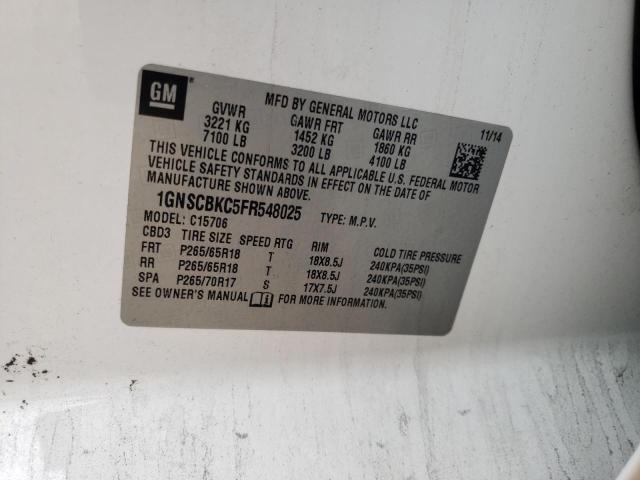 GM
MFD BY GENERAL MOTORS LLC
GVWR GAWR FRT GAWR RR 11/14
3221 KG 1452 KG 1860 KG
7100 LB 3200 LB 4100 LB
THIS VEHICLE CONFORMS TO ALL APPLICABLE U.S. FEDERAL MOTOR
VEHICLE SAFETY STANDARDS IN EFFECT ON THE DATE OF
MANUFACTURE SHOWN ABOVE.
1GNSCBKC5FR548025 TYPE: M.P.V.
MODEL: C15706
CBD3 TIRE SIZE SPEED RTG RIM COLD TIRE PRESSURE
FRT P265/65R18 T 18X8.5J 240KPA(35PSI)
RR P265/65R18 T 18X8.5J 240KPA(35PSI)
SPA P265/70R17 S 17X7.5J 240KPA(35PSI)
SEE OWNER'S MANUAL FOR MORE INFORMATION.